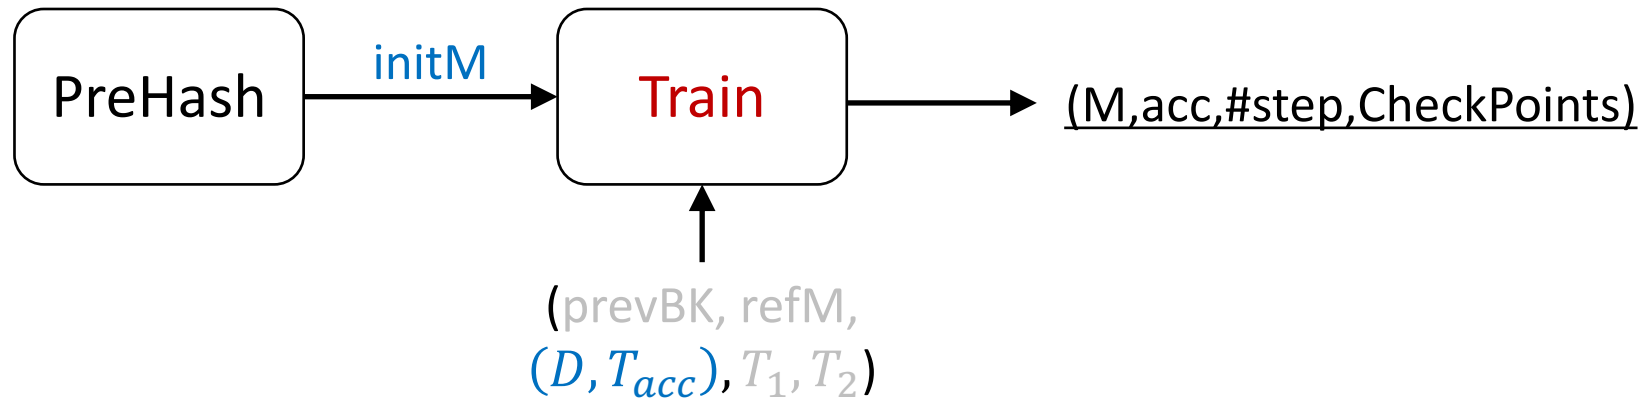 PreHash
initM
Train
(M,acc,#step,CheckPoints)
(prevBK, refM,
(D, T_acc), T_1, T_2)